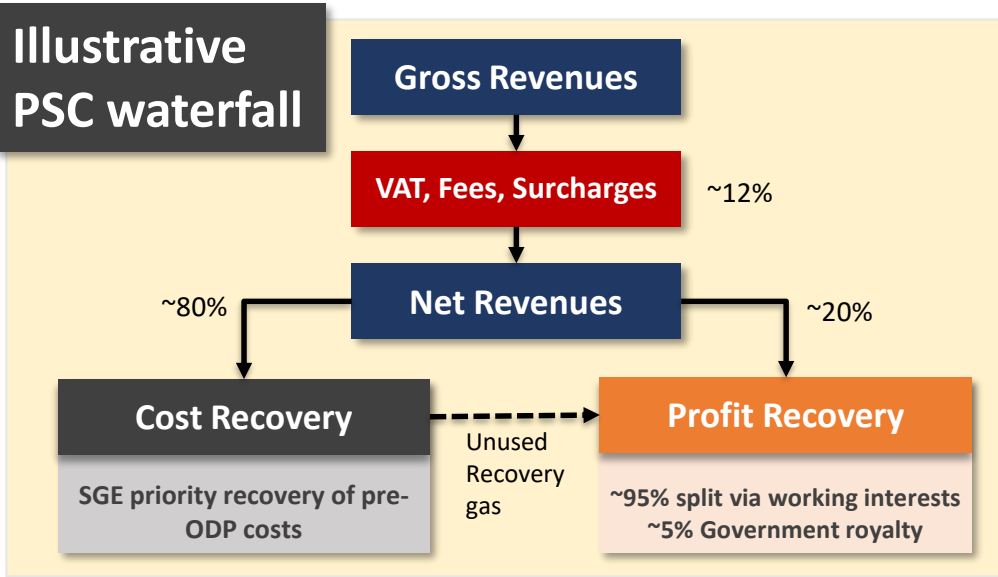 Illustrative
PSC waterfall
Gross Revenues
VAT, Fees, Surcharges
~12%
Net Revenues
~80%
~20%
Cost Recovery
Profit Recovery
Unused
Recovery
gas
SGE priority recovery of pre-
ODP costs
~95% split via working interests
~5% Government royalty